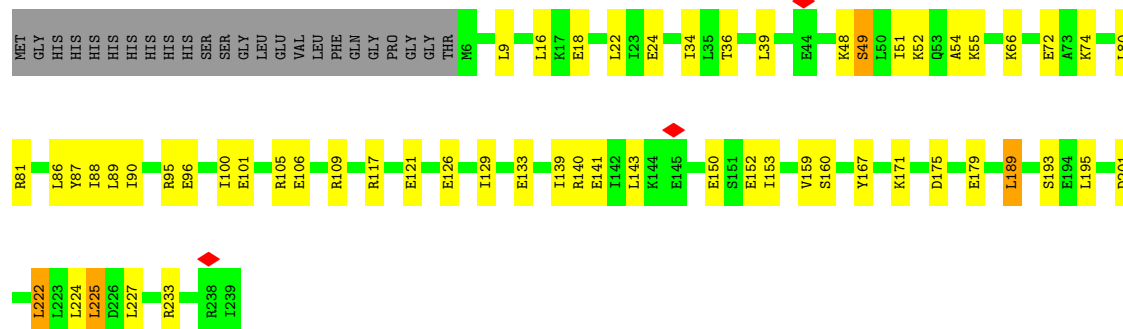 MET GLY HIS HIS HIS HIS HIS HIS HIS HIS SER SER GLY LEU GLU VAL LEU PHE GLN GLY PRO GLY GLY THR M6 L9 L16 K17 E18 L22 I23 E24 I34 L35 T36 L39 E44 K48 S49 L50 I51 K52 Q53 A54 K55 K66 E72 A73 K74 L80
R81 L86 Y87 I88 L89 I90 R95 E96 I100 E101 R105 E106 R109 R117 E121 E126 I129 E133 I139 R140 E141 I142 L143 K144 E145 E150 S151 E152 I153 V159 S160 Y167 K171 D175 E179 L189 S193 E194 L195 D201
L222 L223 L224 L225 D226 L227 R233 R238 I239